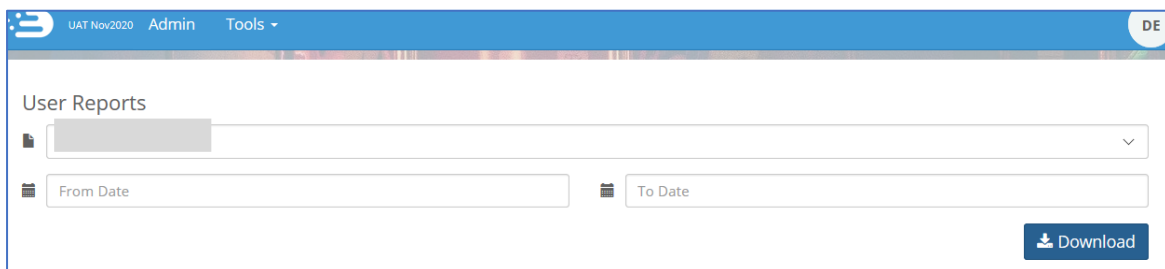 UAT Nov2020 Admin Tools DE
User Reports
From Date To Date
Download